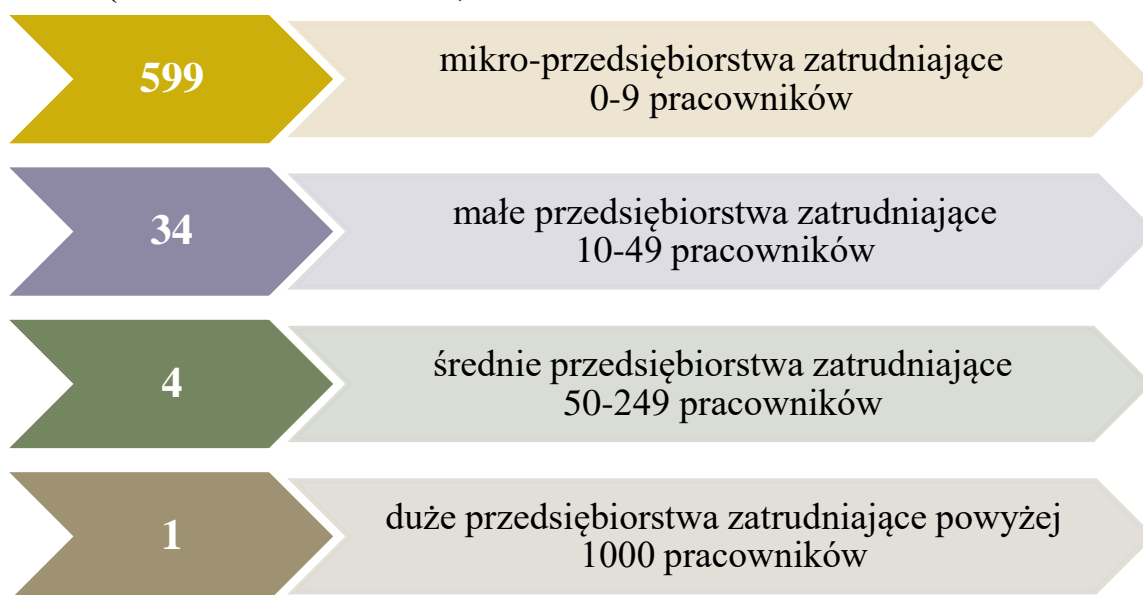 599
mikro-przedsiębiorstwa zatrudniające
0-9 pracowników
34
małe przedsiębiorstwa zatrudniające
10-49 pracowników
4
średnie przedsiębiorstwa zatrudniające
50-249 pracowników
1
duże przedsiębiorstwa zatrudniające powyżej
1000 pracowników